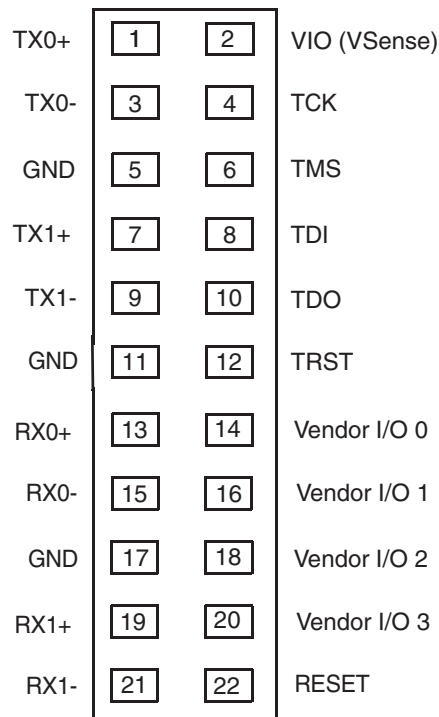 TX0+ 1 2 VIO (VSense)
TX0- 3 4 TCK
GND 5 6 TMS
TX1+ 7 8 TDI
TX1- 9 10 TDO
GND 11 12 TRST
RX0+ 13 14 Vendor I/O 0
RX0- 15 16 Vendor I/O 1
GND 17 18 Vendor I/O 2
RX1+ 19 20 Vendor I/O 3
RX1- 21 22 RESET